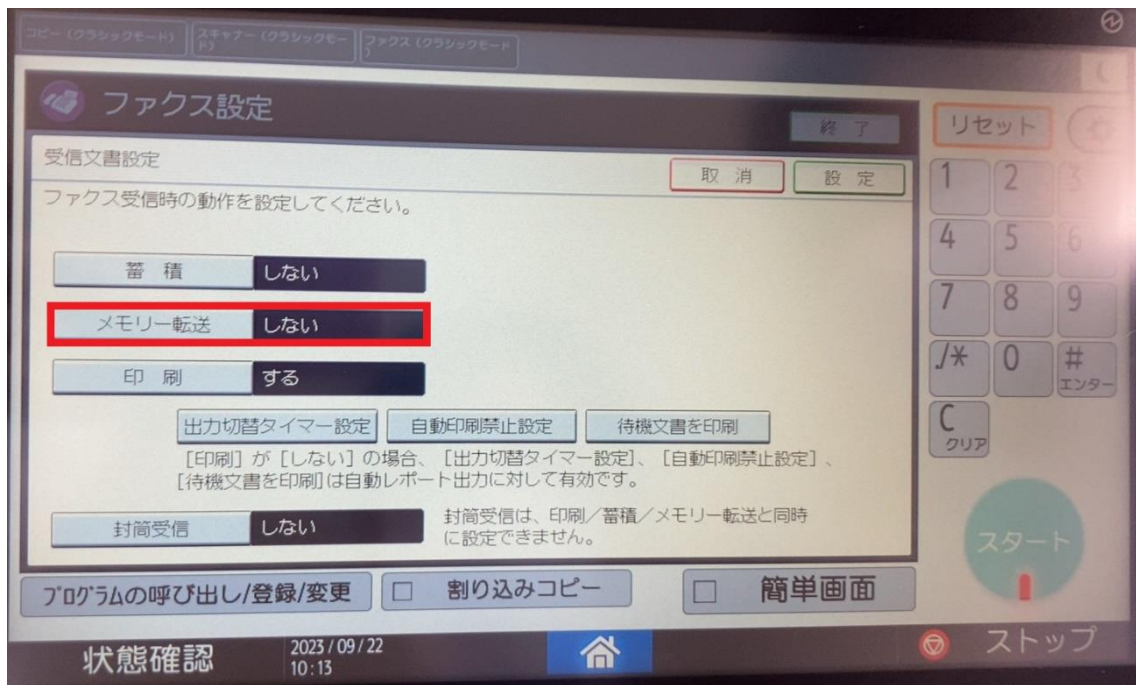 コピー (クラシックモード)
スキャナー (クラシックモー
ド)
ファクス (クラシックモード
)
ファクス設定
終 了
受信文書設定
取 消
設 定
ファクス受信時の動作を設定してください。
蓄 積
しない
メモリー転送
しない
印 刷
する
出力切替タイマー設定
自動印刷禁止設定
待機文書を印刷
[印刷] が [しない] の場合、 [出力切替タイマー設定]、 [自動印刷禁止設定] 、
[待機文書を印刷]は自動レポート出力に対して有効です。
封筒受信
しない
封筒受信は、印刷／蓄積／メモリー転送と同時
に設定できません。
プログラムの呼び出し/登録/変更
割り込みコピー
簡単画面
状態確認
2023/09/22
10:13
リセット
1 2 3
4 5 6
7 8 9
./* 0 #
エンター
C
クリア
スタート
ストップ